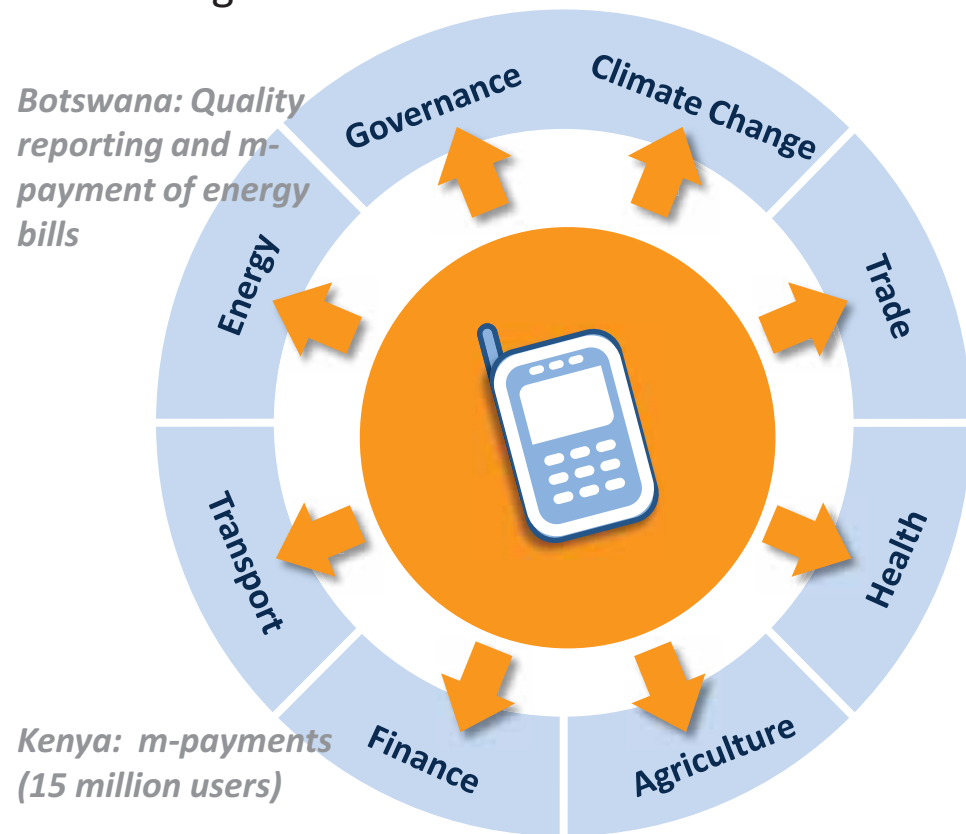 Botswana: Quality
reporting and m-
payment of energy
bills
Governance
Climate Change
Energy
Trade
Transport
Health
Kenya: m-payments
(15 million users)
Finance
Agriculture